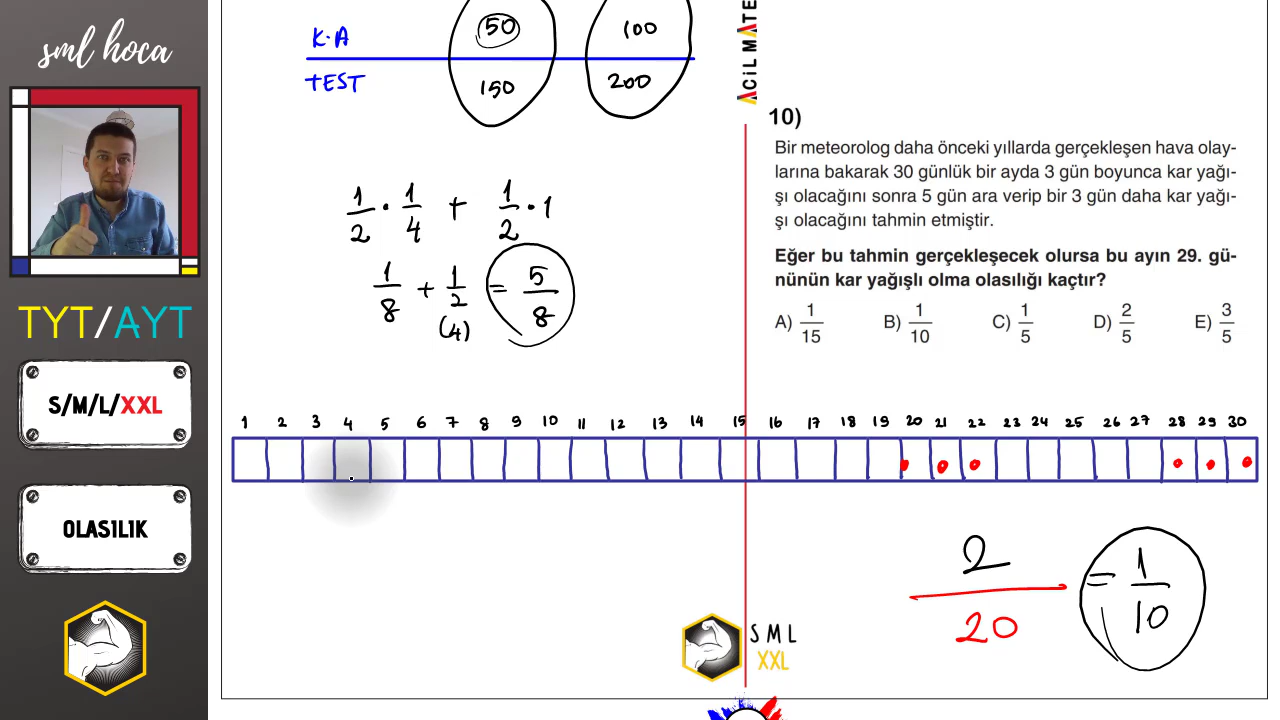 sml hoca
TYT/AYT
S/M/L/XXL
OLASILIK
K.A 50 100
TEST 150 200
1/2 · 1/4 + 1/2 · 1
1/8 + 1/2 = 5/8
(4)
ACİL MATE
10)
Bir meteorolog daha önceki yıllarda gerçekleşen hava olay-
larına bakarak 30 günlük bir ayda 3 gün boyunca kar yağı-
şı olacağını sonra 5 gün ara verip bir 3 gün daha kar yağı-
şı olacağını tahmin etmiştir.
Eğer bu tahmin gerçekleşecek olursa bu ayın 29. gü-
nünün kar yağışlı olma olasılığı kaçtır?
A) 1/15 B) 1/10 C) 1/5 D) 2/5 E) 3/5
1 2 3 4 5 6 7 8 9 10 11 12 13 14 15 16 17 18 19 20 21 22 23 24 25 26 27 28 29 30
2/20 = 1/10
SML
XXL